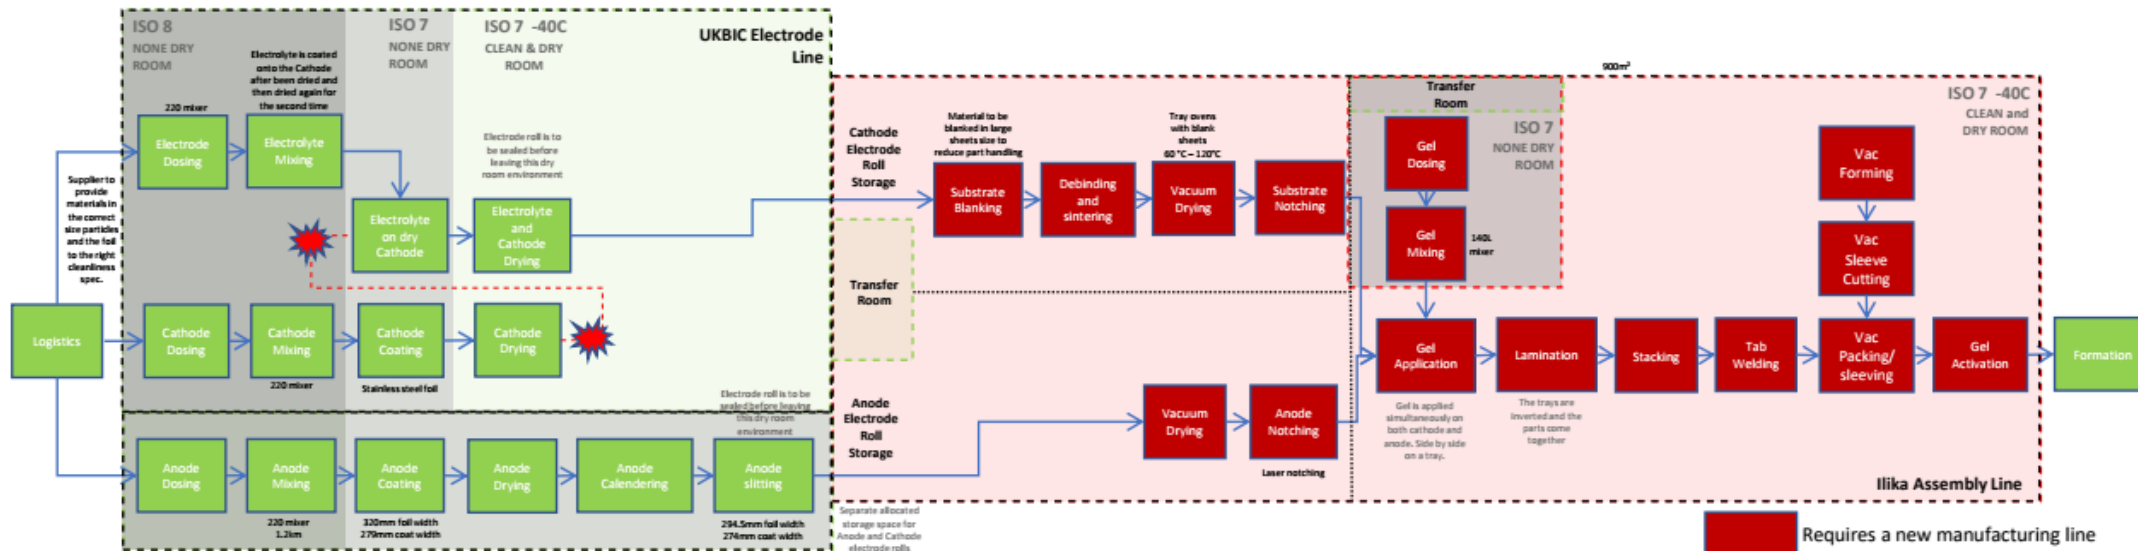 ISO 8
NONE DRY
ROOM
ISO 7
NONE DRY
ROOM
ISO 7 -40C
CLEAN & DRY
ROOM
UKBIC Electrode
Line
Electrolyte is coated
onto the Cathode
after been dried and
then dried again for
the second time
220 mixer
Electrode
Dosing
Electrolyte
Mixing
Electrode roll is to
be sealed before
leaving this dry
room environment
Supplier to
provide
materials in
the correct
size particles
and the foil
to the right
cleanliness
spec.
Electrolyte
on dry
Cathode
Electrolyte
and
Cathode
Drying
Logistics
Cathode
Dosing
Cathode
Mixing
Cathode
Coating
Cathode
Drying
220 mixer
Stainless steel foil
Electrode roll is to be
sealed before leaving
this dry room
environment
Anode
Dosing
Anode
Mixing
Anode
Coating
Anode
Drying
Anode
Calendering
Anode
slitting
220 mixer
1.2km
320mm foil width
279mm coat width
294.5mm foil width
274mm coat width
Cathode
Electrode
Roll
Storage
Material to be
blanked in large
sheets size to
reduce part handling
Tray ovens
with blank
sheets
60 °C – 120°C
Substrate
Blanking
Debinding
and
sintering
Vacuum
Drying
Substrate
Notching
Transfer
Room
Anode
Electrode
Roll
Storage
Vacuum
Drying
Anode
Notching
Laser notching
Separate allocated
storage space for
Anode and Cathode
electrode rolls
900m²
Transfer
Room
ISO 7
NONE DRY
ROOM
Gel
Dosing
Gel
Mixing
140L
mixer
ISO 7 -40C
CLEAN and
DRY ROOM
Vac
Forming
Vac
Sleeve
Cutting
Gel
Application
Lamination
Stacking
Tab
Welding
Vac
Packing/
sleeving
Gel
Activation
Formation
Gel is applied
simultaneously on
both cathode and
anode. Side by side
on a tray.
The trays are
inverted and the
parts come
together
Ilika Assembly Line
Requires a new manufacturing line